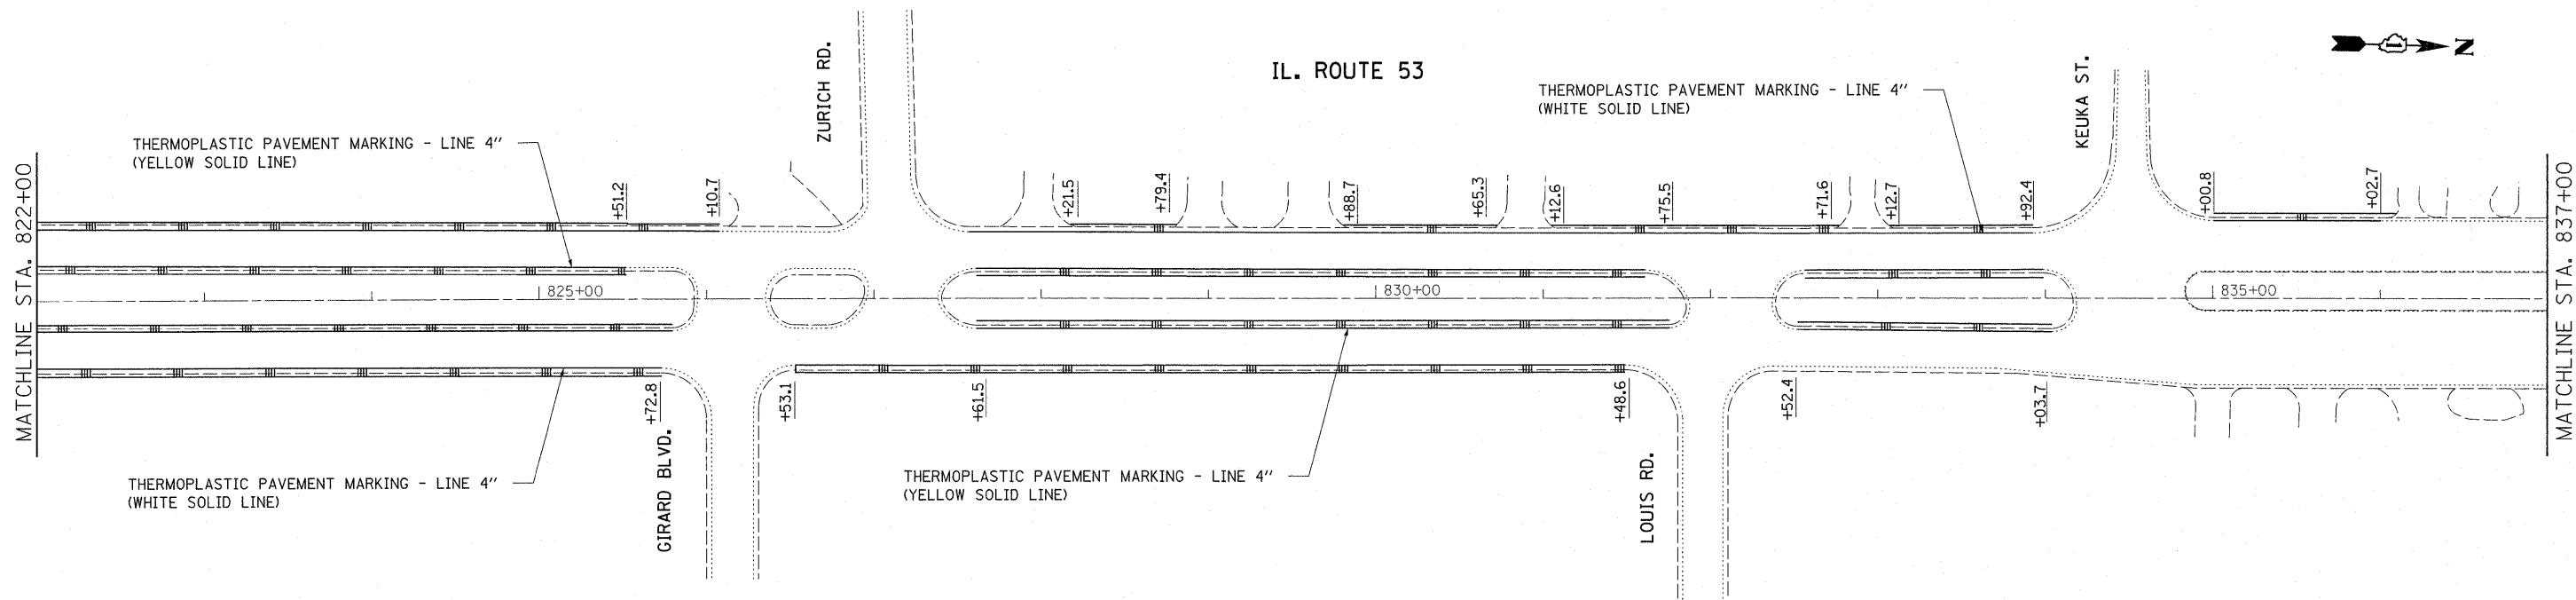 MATCHLINE STA. 822+00
THERMOPLASTIC PAVEMENT MARKING - LINE 4"
(YELLOW SOLID LINE)
THERMOPLASTIC PAVEMENT MARKING - LINE 4"
(WHITE SOLID LINE)
+51.2
+10.7
825+00
+72.8
GIRARD BLVD.
ZURICH RD.
+53.1
+61.5
IL. ROUTE 53
+21.5
+79.4
+88.7
+65.3
+12.6
+75.5
+71.6
+12.7
+92.4
830+00
THERMOPLASTIC PAVEMENT MARKING - LINE 4"
(YELLOW SOLID LINE)
THERMOPLASTIC PAVEMENT MARKING - LINE 4"
(WHITE SOLID LINE)
+48.6
LOUIS RD.
+52.4
+03.7
KEUKA ST.
+00.8
+02.7
835+00
1
N
MATCHLINE STA. 837+00